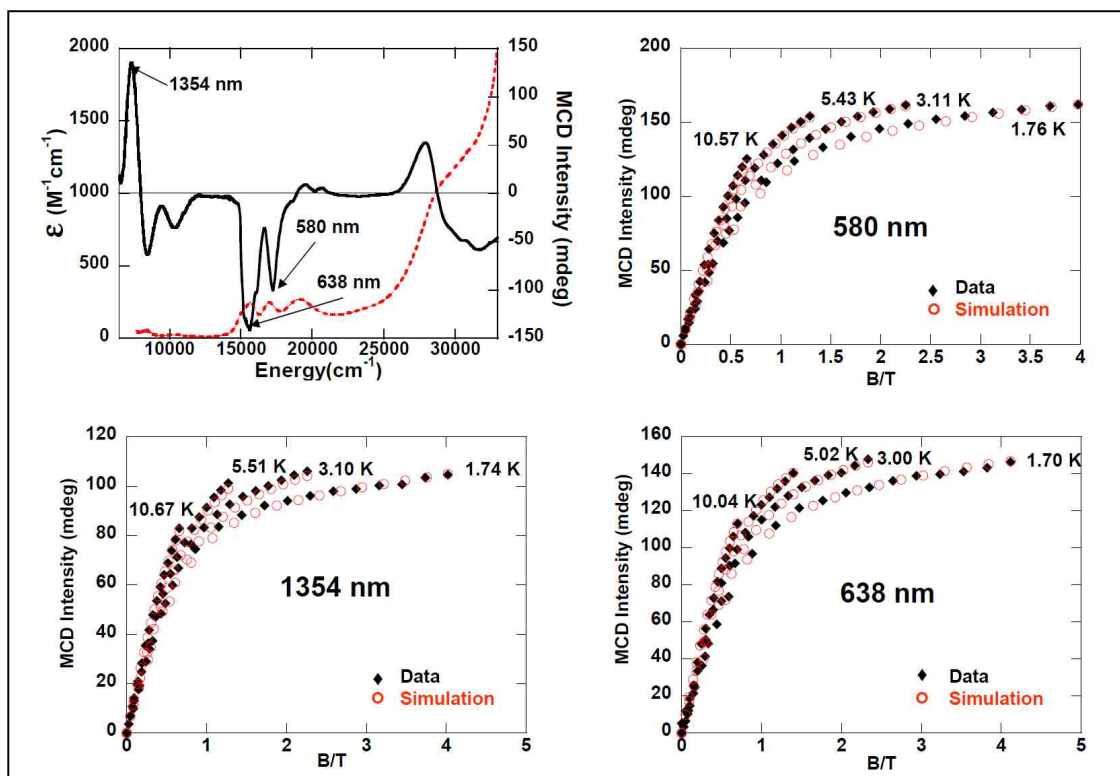 2000
1500
1000
500
0
ε (M⁻¹cm⁻¹)
1354 nm
580 nm
638 nm
150
100
50
0
-50
-100
-150
MCD Intensity (mdeg)
10000 15000 20000 25000 30000
Energy(cm⁻¹)
200
150
100
50
0
MCD Intensity (mdeg)
5.43 K 3.11 K
10.57 K 1.76 K
580 nm
Data
Simulation
0 0.5 1 1.5 2 2.5 3 3.5 4
B/T
120
100
80
60
40
20
0
MCD Intensity (mdeg)
5.51 K 3.10 K 1.74 K
10.67 K
1354 nm
Data
Simulation
0 1 2 3 4 5
B/T
160
140
120
100
80
60
40
20
0
MCD Intensity (mdeg)
5.02 K 3.00 K 1.70 K
10.04 K
638 nm
Data
Simulation
0 1 2 3 4 5
B/T